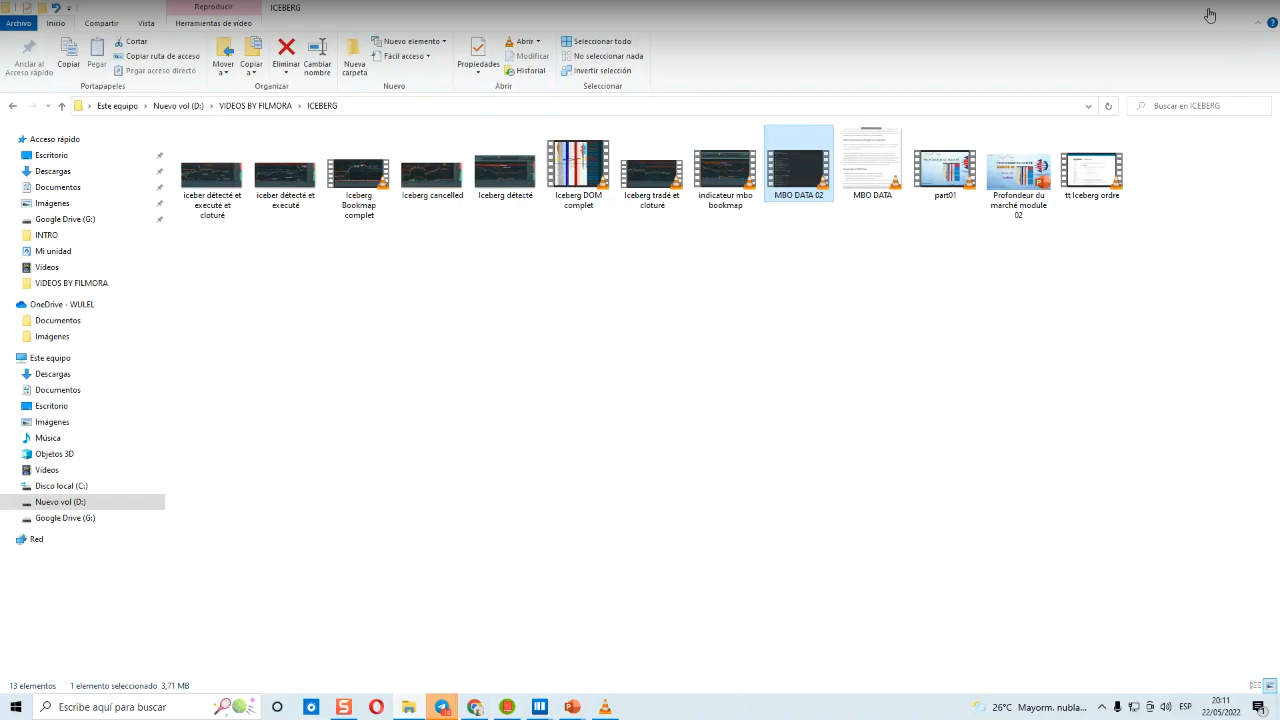 Reproducir
ICEBERG
Archivo
Inicio
Compartir
Vista
Herramientas de vídeo
Anclar al
Acceso rápido
Copiar
Pegar
Cortar
Copiar ruta de acceso
Pegar acceso directo
Portapapeles
Mover
a
Copiar
a
Eliminar
Cambiar
nombre
Organizar
Nueva
carpeta
Nuevo elemento
Fácil acceso
Nuevo
Propiedades
Abrir
Modificar
Historial
Abrir
Seleccionar todo
No seleccionar nada
Invertir selección
Seleccionar
Este equipo > Nuevo vol (D:) > VIDEOS BY FILMORA > ICEBERG
Buscar en ICEBERG
Acceso rápido
Escritorio
Descargas
Documentos
Imágenes
Google Drive (G:)
INTRO
Mi unidad
Vídeos
VIDEOS BY FILMORA
OneDrive - WULEL
Documentos
Imágenes
Este equipo
Descargas
Documentos
Escritorio
Imágenes
Música
Objetos 3D
Vídeos
Disco local (C:)
Nuevo vol (D:)
Google Drive (G:)
Red
iceber détecté et
executé et
cloturé
iceber détecté et
executé
Iceberg
Bookmap
complet
Icdrerg cancelled
Iceberg détecté
Iceberg DOM
complet
Iceberg tradé et
cloturé
indicateur mbo
bookmap
MBO DATA 02
MBO DATA
part01
Profondeur du
marché module
02
tt Iceberg ordre
13 elementos
1 elemento seleccionado 3,71 MB
Escribe aquí para buscar
26°C Mayorm. nubla...
ESP
20:11
22/05/2022